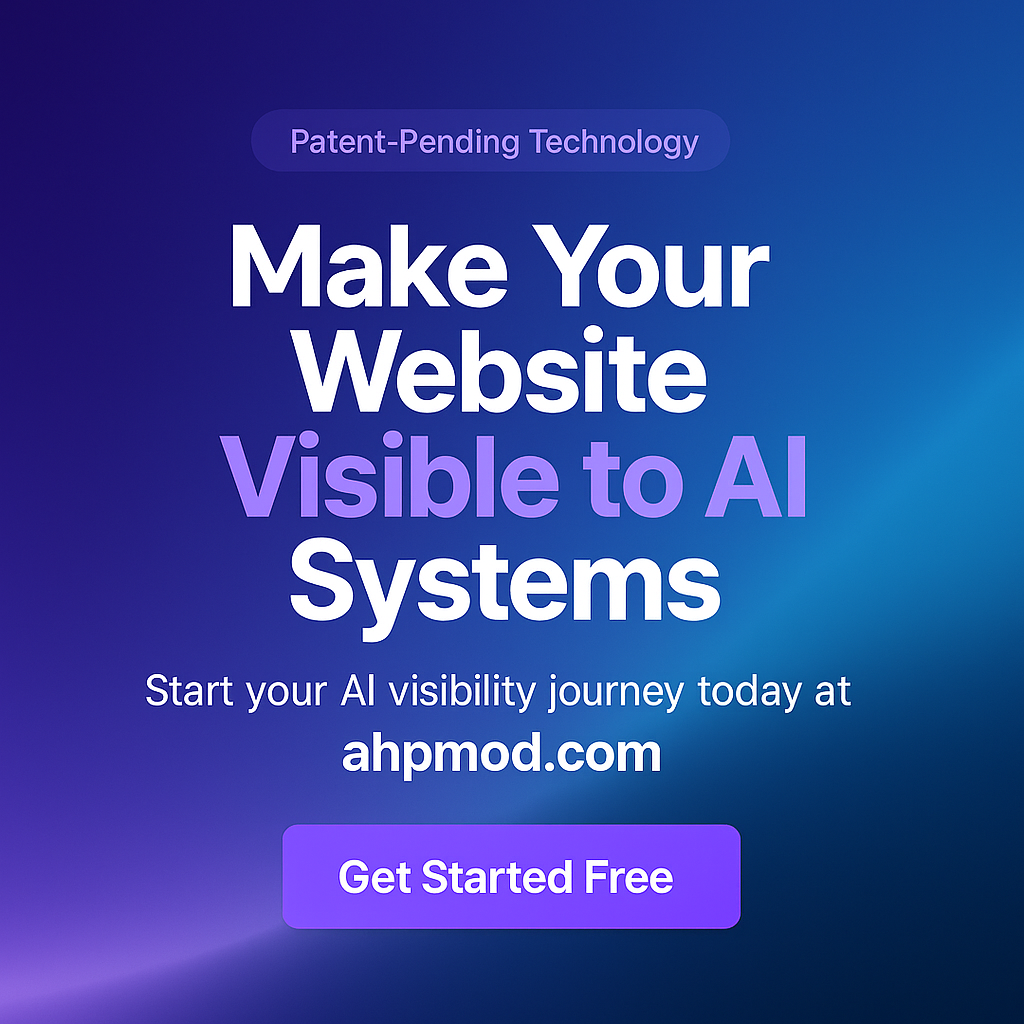 Patent-Pending Technology
Make Your
Website
Visible to AI
Systems
Start your AI visibility journey today at
ahpmod.com
Get Started Free